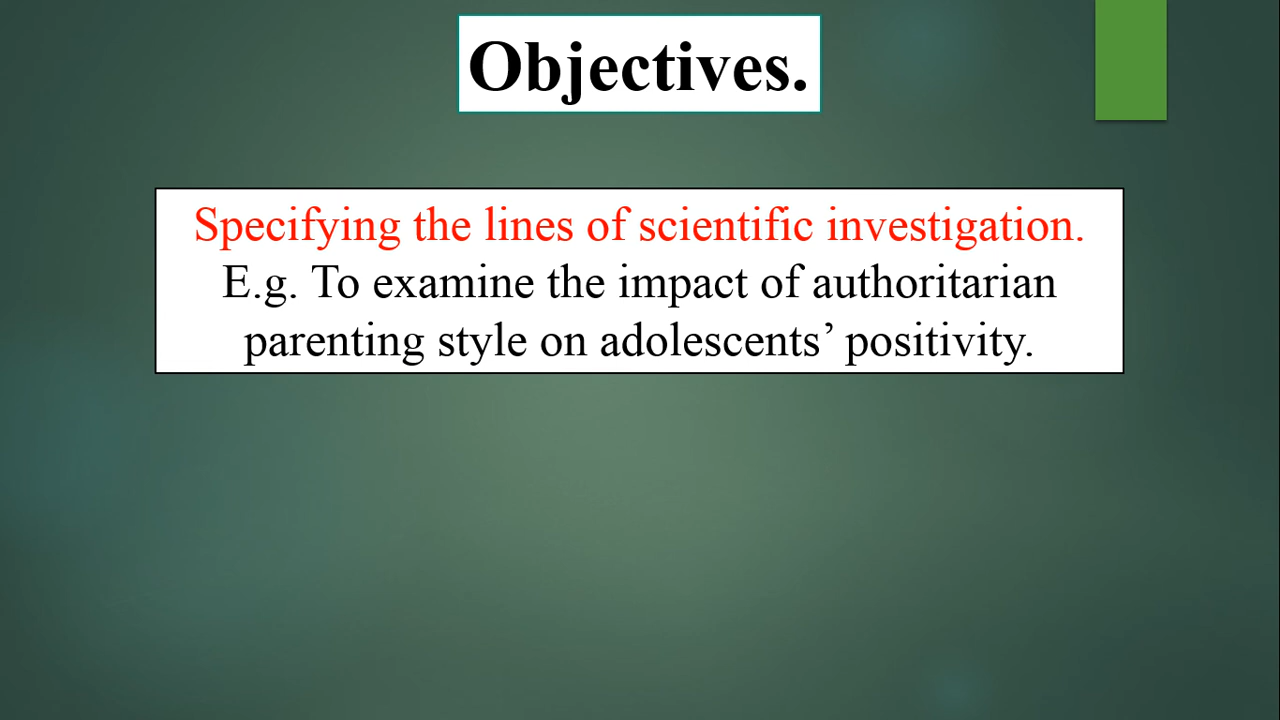 Objectives.
Specifying the lines of scientific investigation.
E.g. To examine the impact of authoritarian
parenting style on adolescents’ positivity.